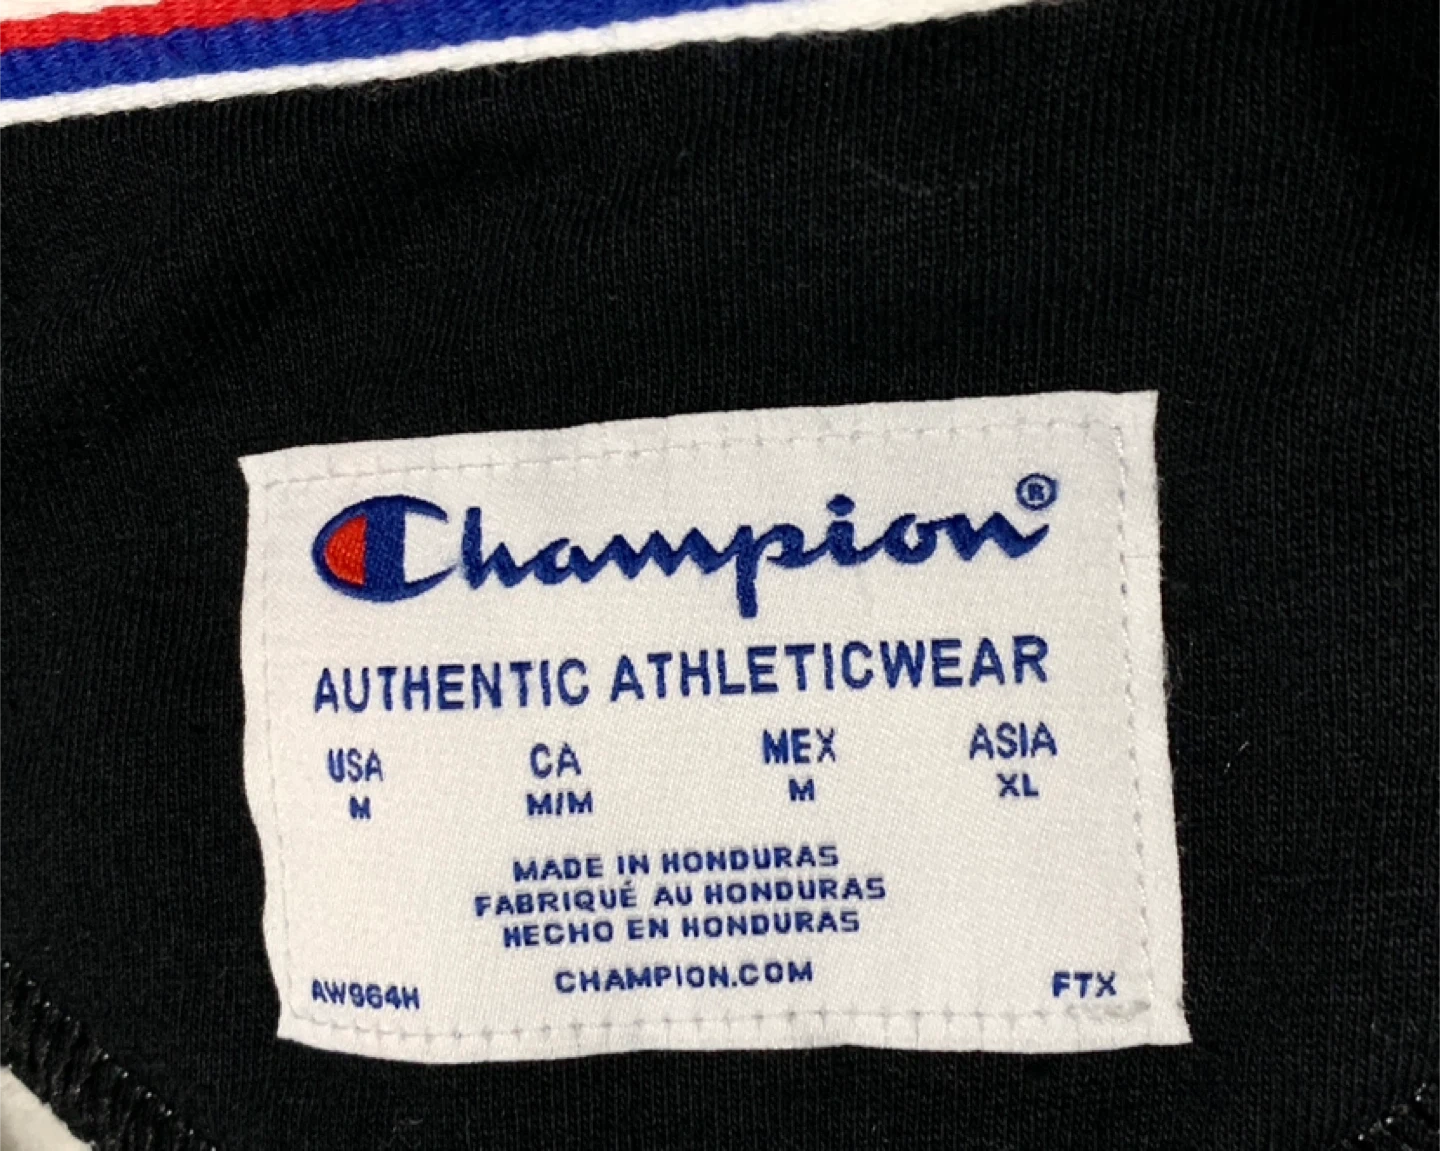 Champion®
AUTHENTIC ATHLETICWEAR
USA CA MEX ASIA
M M/M M XL
MADE IN HONDURAS
FABRIQUÉ AU HONDURAS
HECHO EN HONDURAS
CHAMPION.COM
AW964H FTX